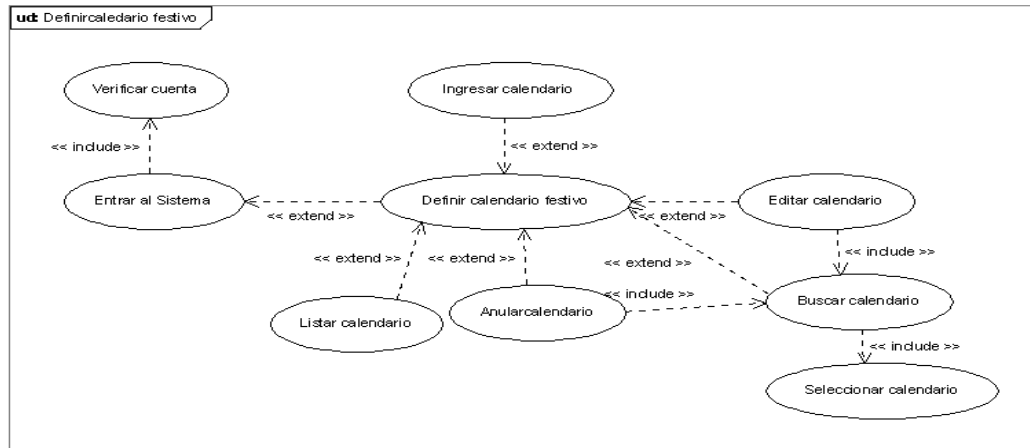 ud: Definircaledario festivo
Verificar cuenta
Ingresar calendario
<< include >>
<< extend >>
Entrar al Sistema
Definir calendario festivo
Editar calendario
<< extend >>
<< extend >>
<< include >>
<< extend >>
<< extend >>
<< extend >>
<< include >>
Buscar calendario
Anularcalendario
Listar calendario
<< include >>
Seleccionar calendario